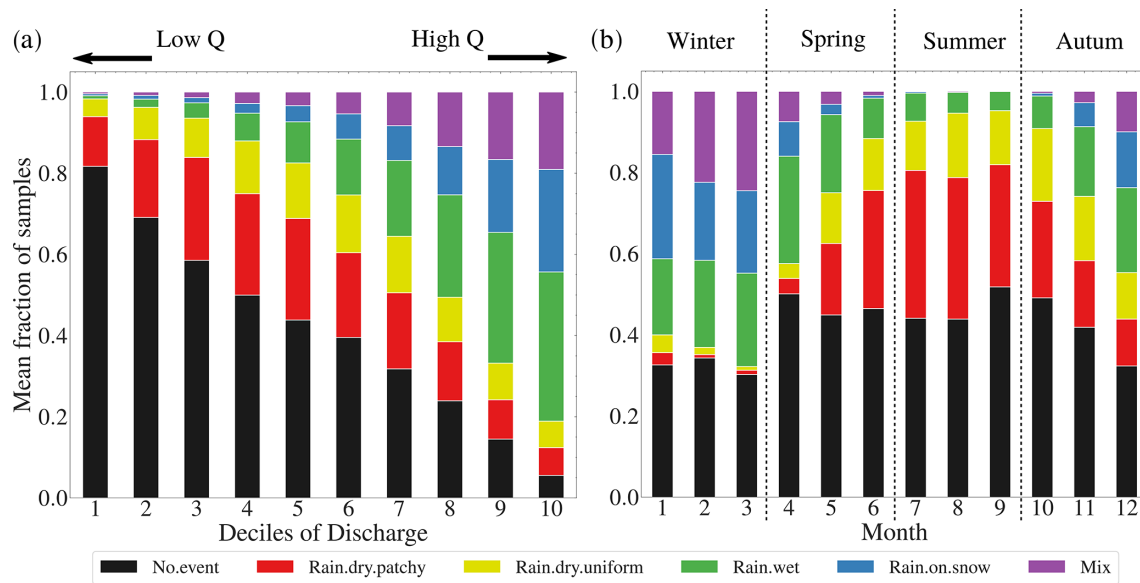 (a) Low Q High Q
(b) Winter Spring Summer Autum
Mean fraction of samples
1.0
0.8
0.6
0.4
0.2
0.0
1 2 3 4 5 6 7 8 9 10
Deciles of Discharge
1.0
0.8
0.6
0.4
0.2
0.0
1 2 3 4 5 6 7 8 9 10 11 12
Month
No.event Rain.dry.patchy Rain.dry.uniform Rain.wet Rain.on.snow Mix